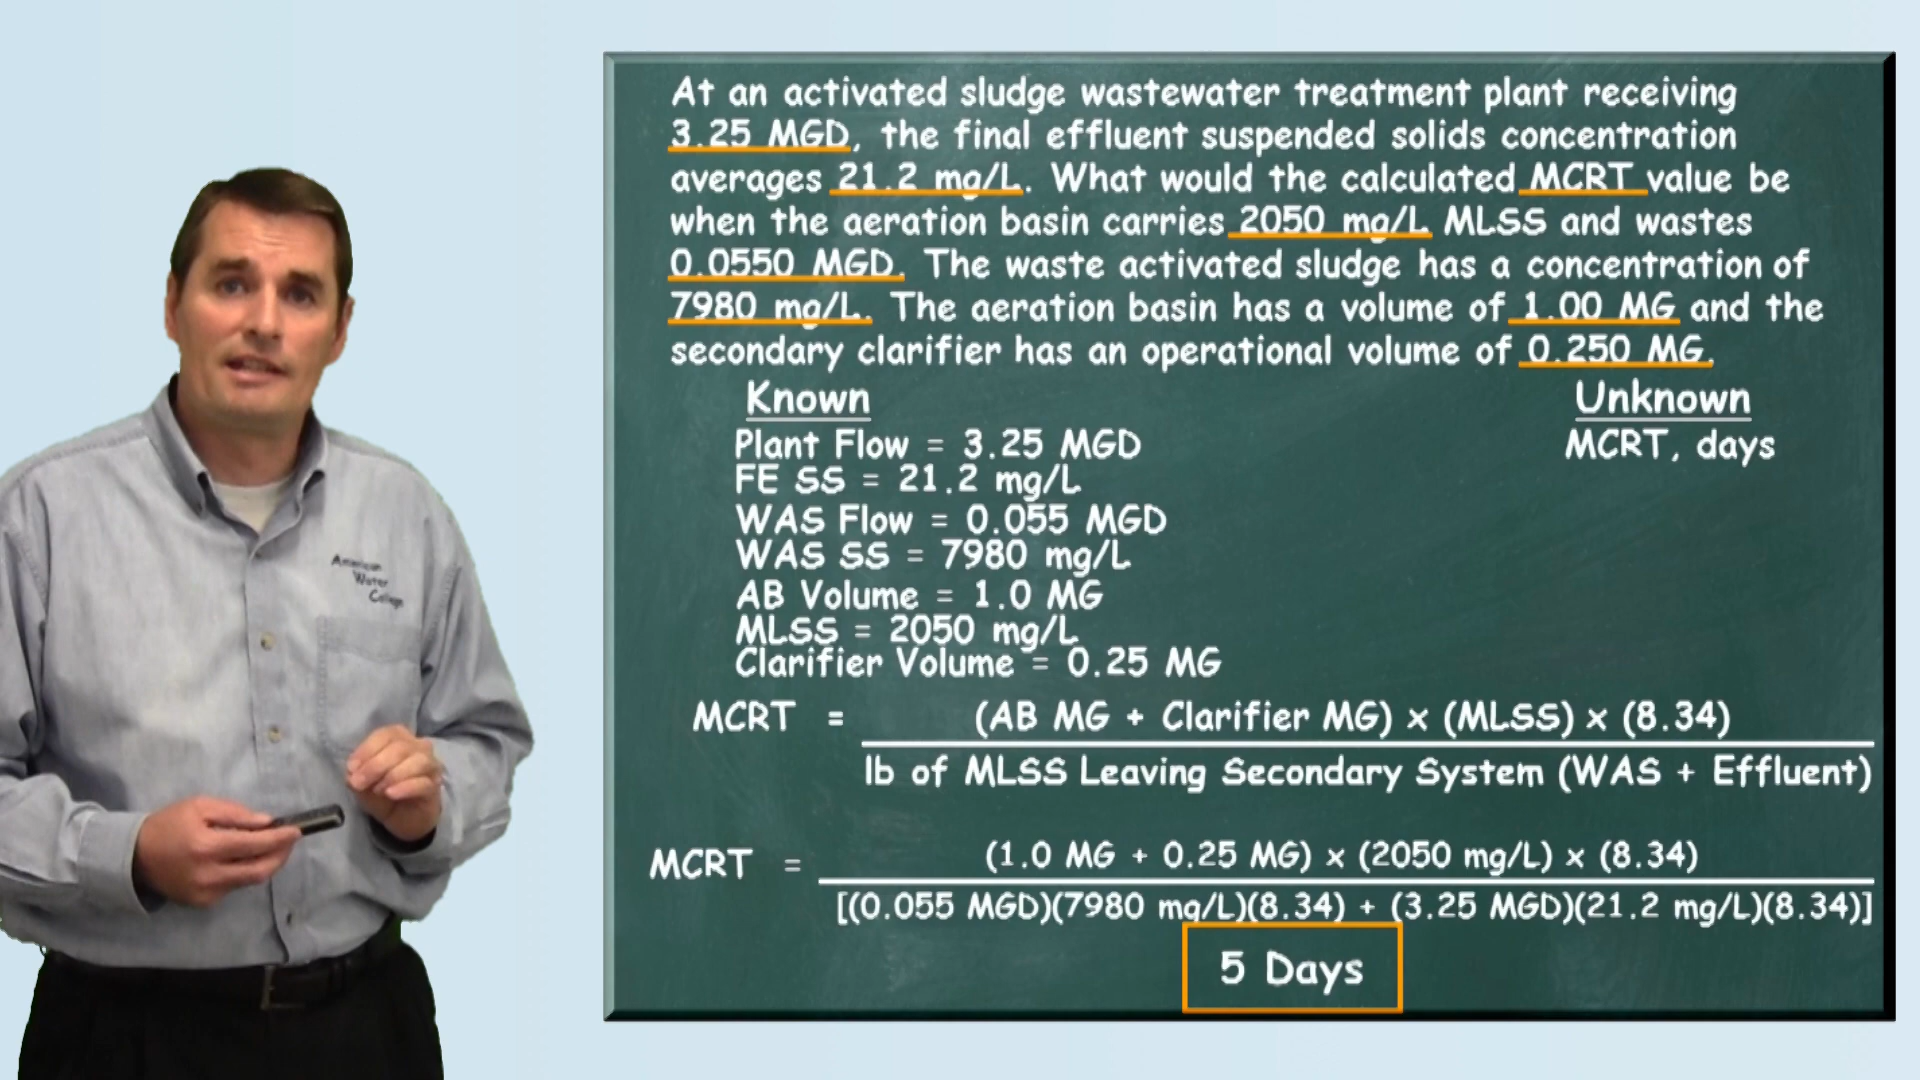 At an activated sludge wastewater treatment plant receiving
3.25 MGD, the final effluent suspended solids concentration
averages 21.2 mg/L. What would the calculated MCRT value be
when the aeration basin carries 2050 mg/L MLSS and wastes
0.0550 MGD. The waste activated sludge has a concentration of
7980 mg/L. The aeration basin has a volume of 1.00 MG and the
secondary clarifier has an operational volume of 0.250 MG.
Known
Unknown
Plant Flow = 3.25 MGD
MCRT, days
FE SS = 21.2 mg/L
WAS Flow = 0.055 MGD
WAS SS = 7980 mg/L
AB Volume = 1.0 MG
MLSS = 2050 mg/L
Clarifier Volume = 0.25 MG
MCRT = (AB MG + Clarifier MG) x (MLSS) x (8.34)
lb of MLSS Leaving Secondary System (WAS + Effluent)
MCRT = (1.0 MG + 0.25 MG) x (2050 mg/L) x (8.34)
[(0.055 MGD)(7980 mg/L)(8.34) + (3.25 MGD)(21.2 mg/L)(8.34)]
5 Days
American
Water
College